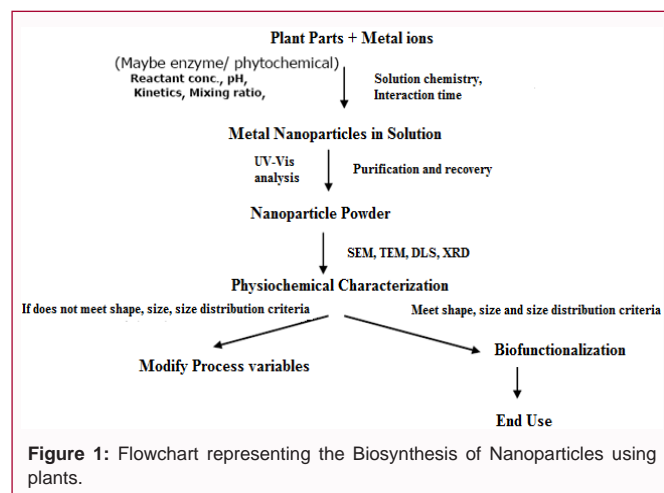 Plant Parts + Metal ions
(Maybe enzyme/ phytochemical)
Reactant conc., pH,
Kinetics, Mixing ratio,
Solution chemistry,
Interaction time
Metal Nanoparticles in Solution
UV-Vis
analysis
Purification and recovery
Nanoparticle Powder
SEM, TEM, DLS, XRD
Physiochemical Characterization
If does not meet shape, size, size distribution criteria
Meet shape, size and size distribution criteria
Modify Process variables
Biofunctionalization
End Use
Figure 1: Flowchart representing the Biosynthesis of Nanoparticles using
plants.